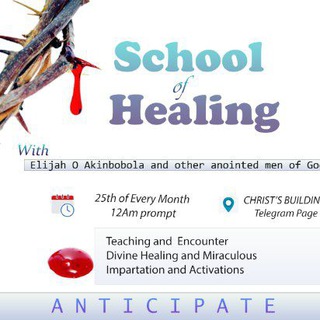 School
of
Healing
With
Elijah O Akinbobola and other anointed men of Go
25th of Every Month
12Am prompt
CHRIST'S BUILDIN
Telegram Page
Teaching and Encounter
Divine Healing and Miraculous
Impartation and Activations
ANTICIPATE